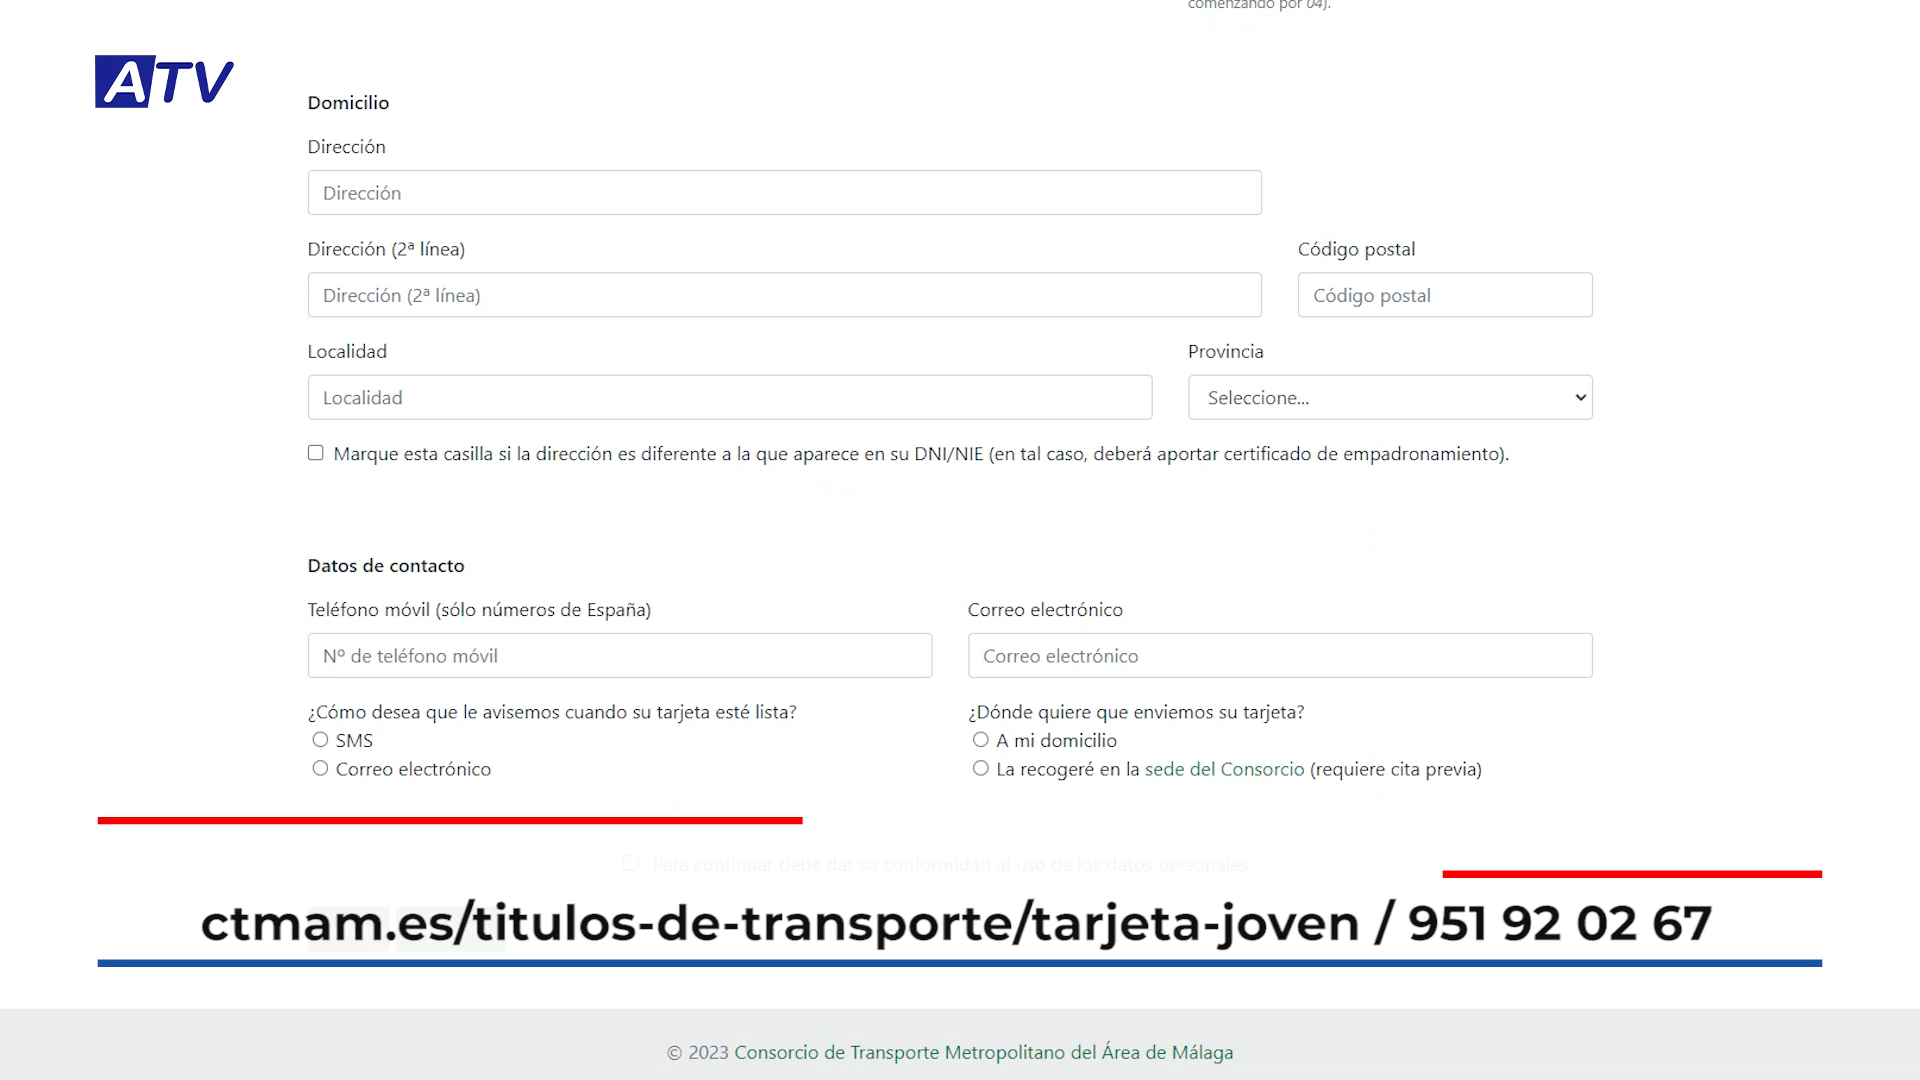 comenzando por 04).
ATV
Domicilio
Dirección
Dirección
Dirección (2ª línea)
Código postal
Dirección (2ª línea)
Código postal
Localidad
Provincia
Localidad
Seleccione...
Marque esta casilla si la dirección es diferente a la que aparece en su DNI/NIE (en tal caso, deberá aportar certificado de empadronamiento).
Datos de contacto
Teléfono móvil (sólo números de España)
Correo electrónico
Nº de teléfono móvil
Correo electrónico
¿Cómo desea que le avisemos cuando su tarjeta esté lista?
¿Dónde quiere que enviemos su tarjeta?
SMS
A mi domicilio
Correo electrónico
La recogeré en la sede del Consorcio (requiere cita previa)
Para continuar debe dar su conformidad al uso de los datos personales.
ctmam.es/titulos-de-transporte/tarjeta-joven / 951 92 02 67
© 2023 Consorcio de Transporte Metropolitano del Área de Málaga